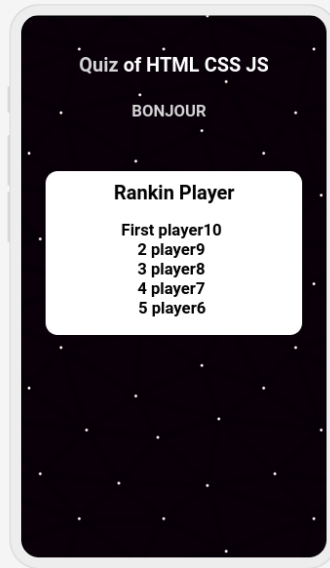 Quiz of HTML CSS JS
BONJOUR
Rankin Player
First player10
2 player9
3 player8
4 player7
5 player6